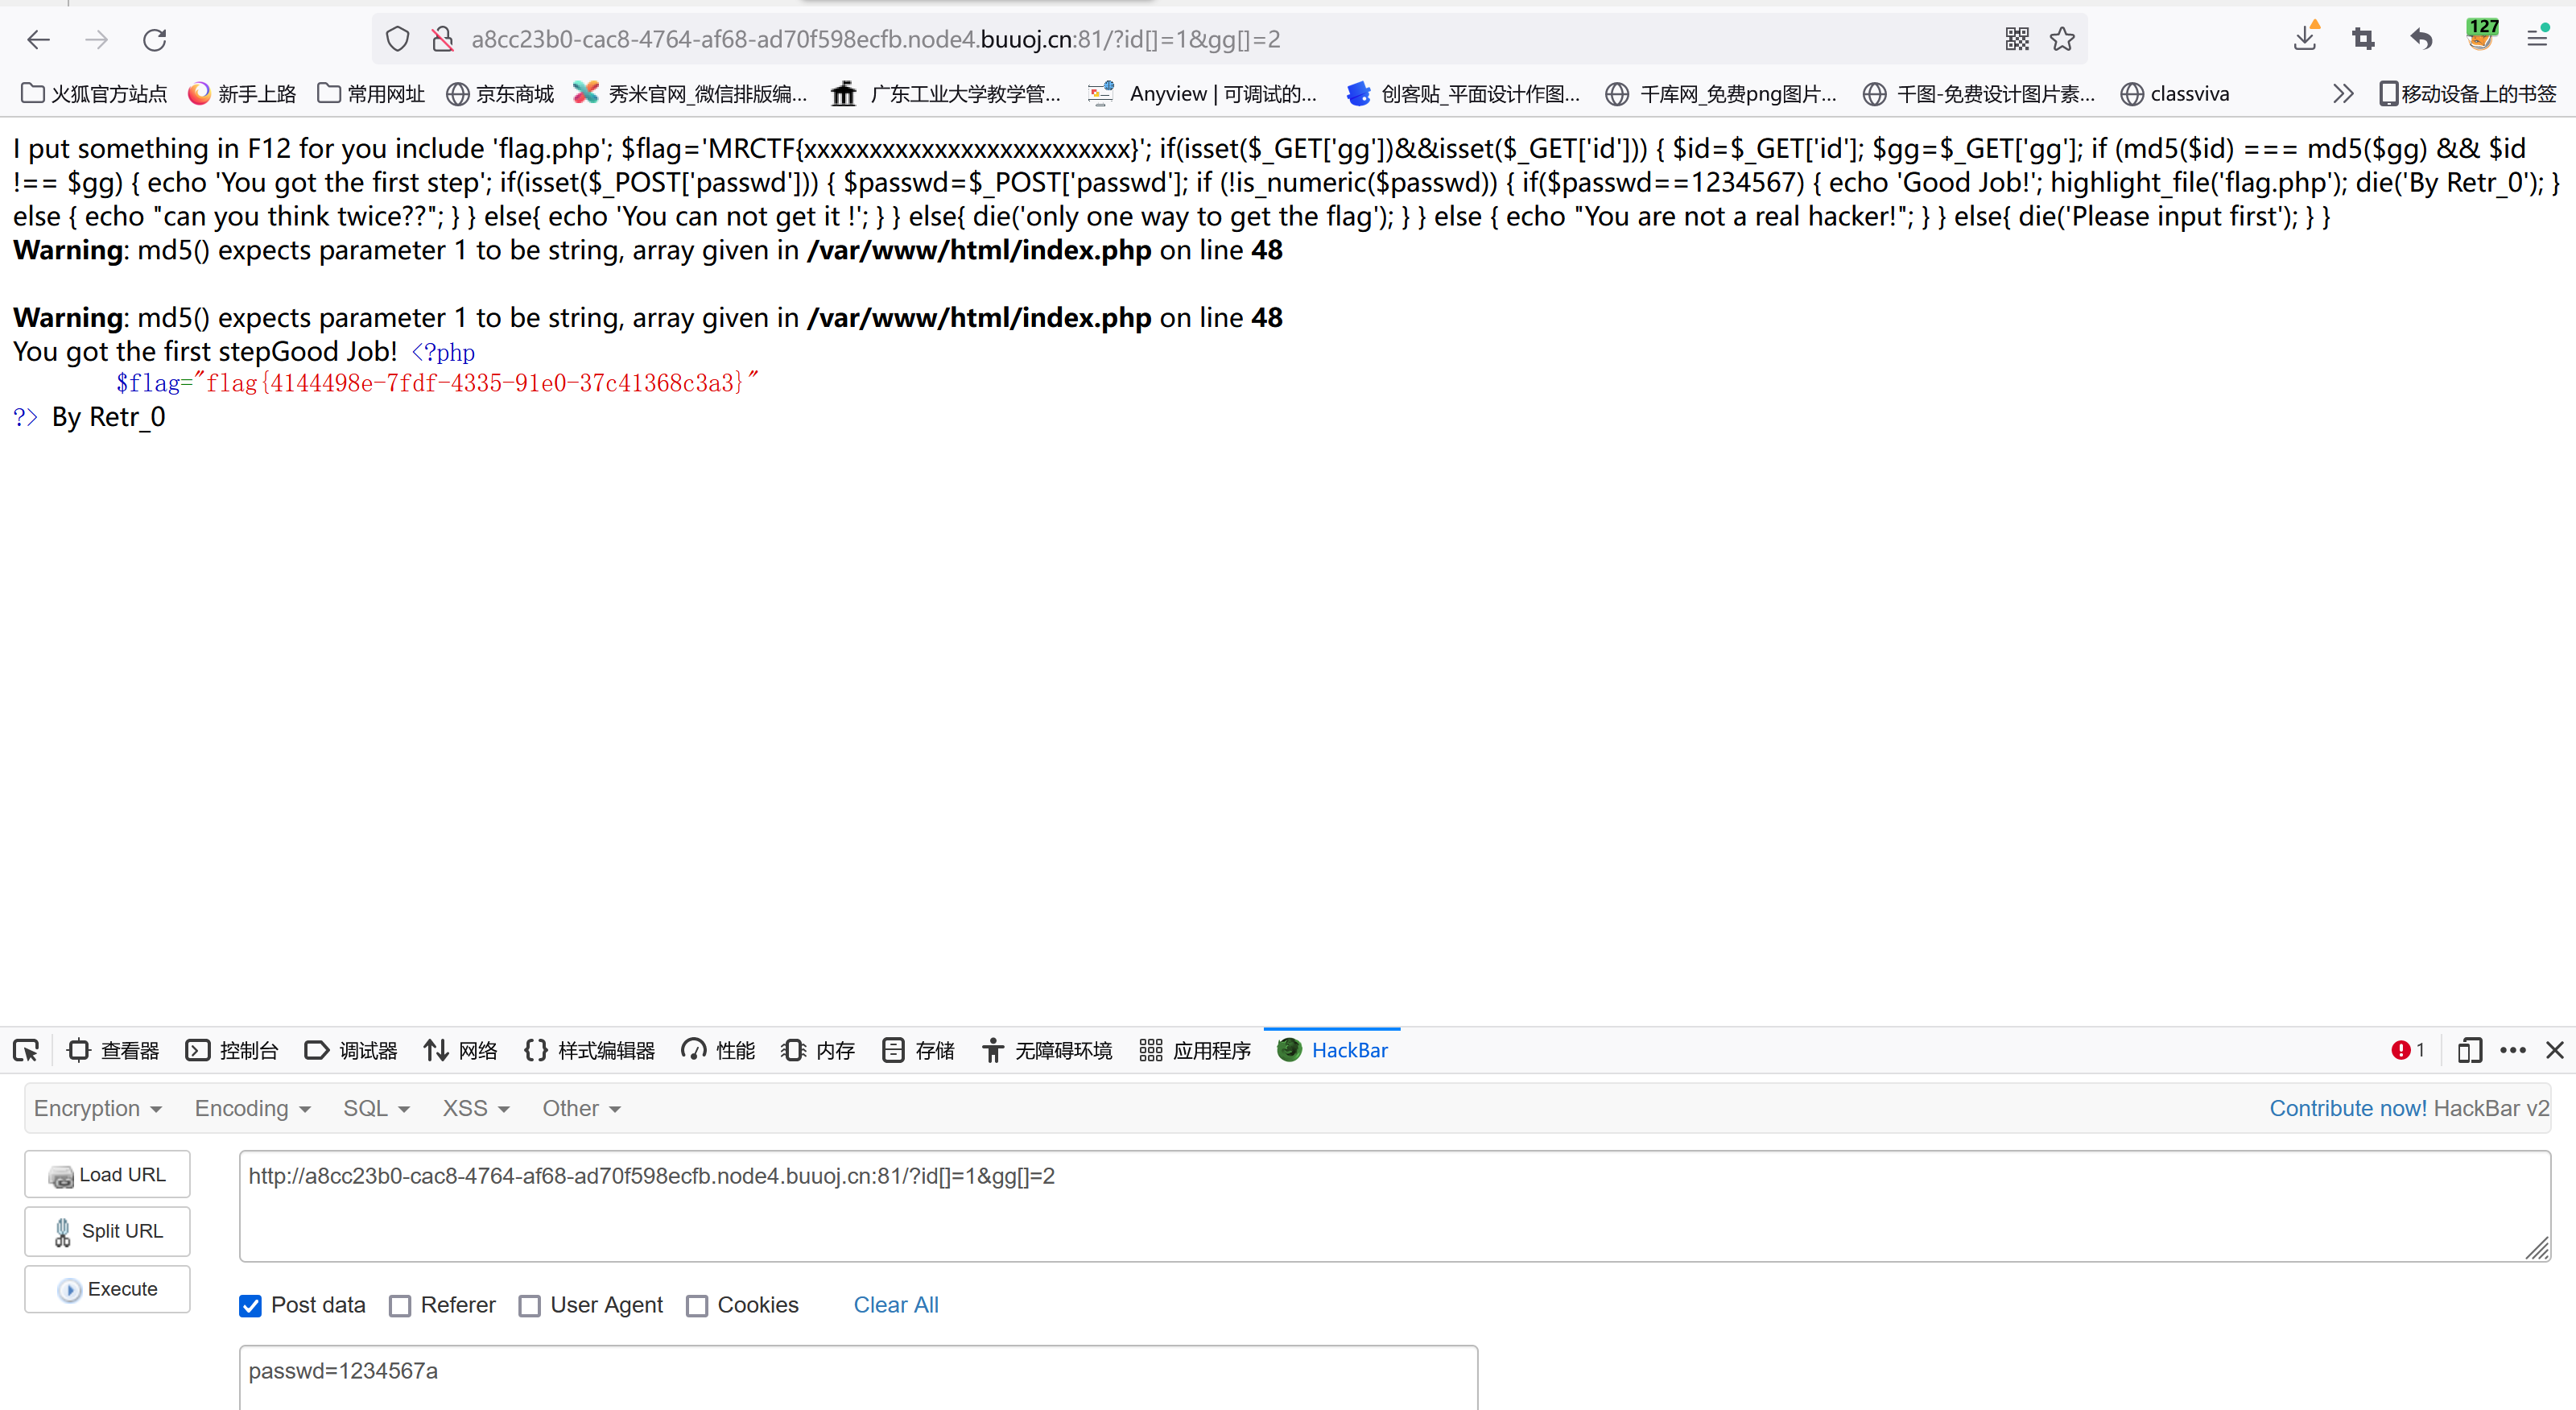 a8cc23b0-cac8-4764-af68-ad70f598ecfb.node4.buuoj.cn:81/?id[]=1&gg[]=2
127
火狐官方站点 新手上路 常用网址 京东商城 秀米官网_微信排版编... 广东工业大学教学管... Anyview | 可调试的... 创客贴_平面设计作图... 千库网_免费png图片... 千图-免费设计图片素... classviva 移动设备上的书签
I put something in F12 for you include 'flag.php'; $flag='MRCTF{xxxxxxxxxxxxxxxxxxxxxxxxx}'; if(isset($_GET['gg'])&&isset($_GET['id'])) { $id=$_GET['id']; $gg=$_GET['gg']; if (md5($id) === md5($gg) && $id
!== $gg) { echo 'You got the first step'; if(isset($_POST['passwd'])) { $passwd=$_POST['passwd']; if (!is_numeric($passwd)) { if($passwd==1234567) { echo 'Good Job!'; highlight_file('flag.php'); die('By Retr_0'); }
else { echo "can you think twice??"; } } else{ echo 'You can not get it !'; } } else{ die('only one way to get the flag'); } } else { echo "You are not a real hacker!"; } } else{ die('Please input first'); } }
Warning: md5() expects parameter 1 to be string, array given in /var/www/html/index.php on line 48
Warning: md5() expects parameter 1 to be string, array given in /var/www/html/index.php on line 48
You got the first stepGood Job! <?php
$flag="flag{4144498e-7fdf-4335-91e0-37c41368c3a3}"
?> By Retr_0
查看器 控制台 调试器 网络 样式编辑器 性能 内存 存储 无障碍环境 应用程序 HackBar 1
Encryption Encoding SQL XSS Other Contribute now! HackBar v2
Load URL
http://a8cc23b0-cac8-4764-af68-ad70f598ecfb.node4.buuoj.cn:81/?id[]=1&gg[]=2
Split URL
Execute
Post data Referer User Agent Cookies Clear All
passwd=1234567a